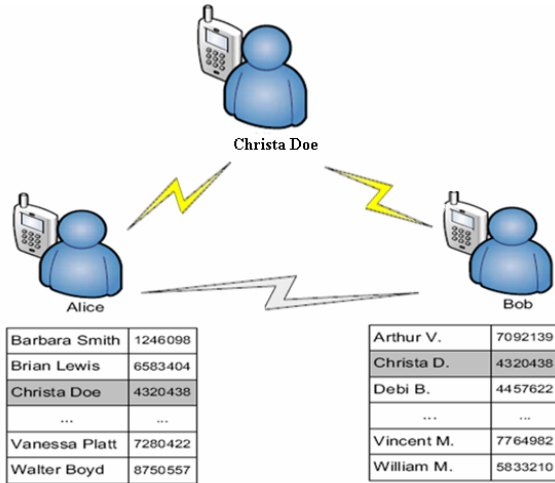 Christa Doe
Alice
Bob
Barbara Smith 1246098
Brian Lewis 6583404
Christa Doe 4320438
... ...
Vanessa Platt 7280422
Walter Boyd 8750557
Arthur V. 7092139
Christa D. 4320438
Debi B. 4457622
... ...
Vincent M. 7764982
William M. 5833210